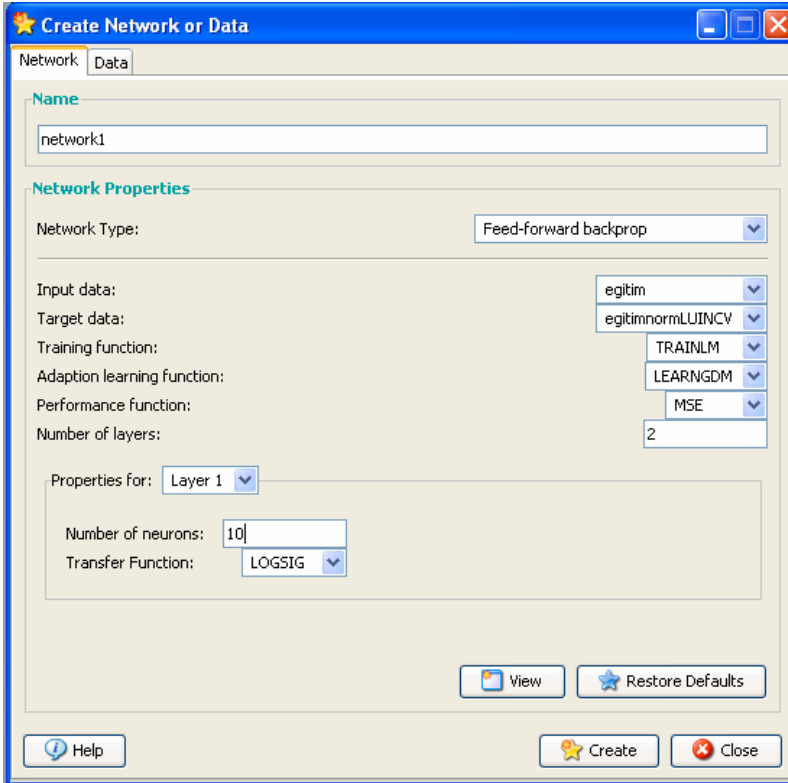 Create Network or Data
Network Data
Name
network1
Network Properties
Network Type: Feed-forward backprop
Input data: egitim
Target data: egitimnormLUINCV
Training function: TRAINLM
Adaption learning function: LEARNGDM
Performance function: MSE
Number of layers: 2
Properties for: Layer 1
Number of neurons: 10
Transfer Function: LOGSIG
View Restore Defaults
Help Create Close